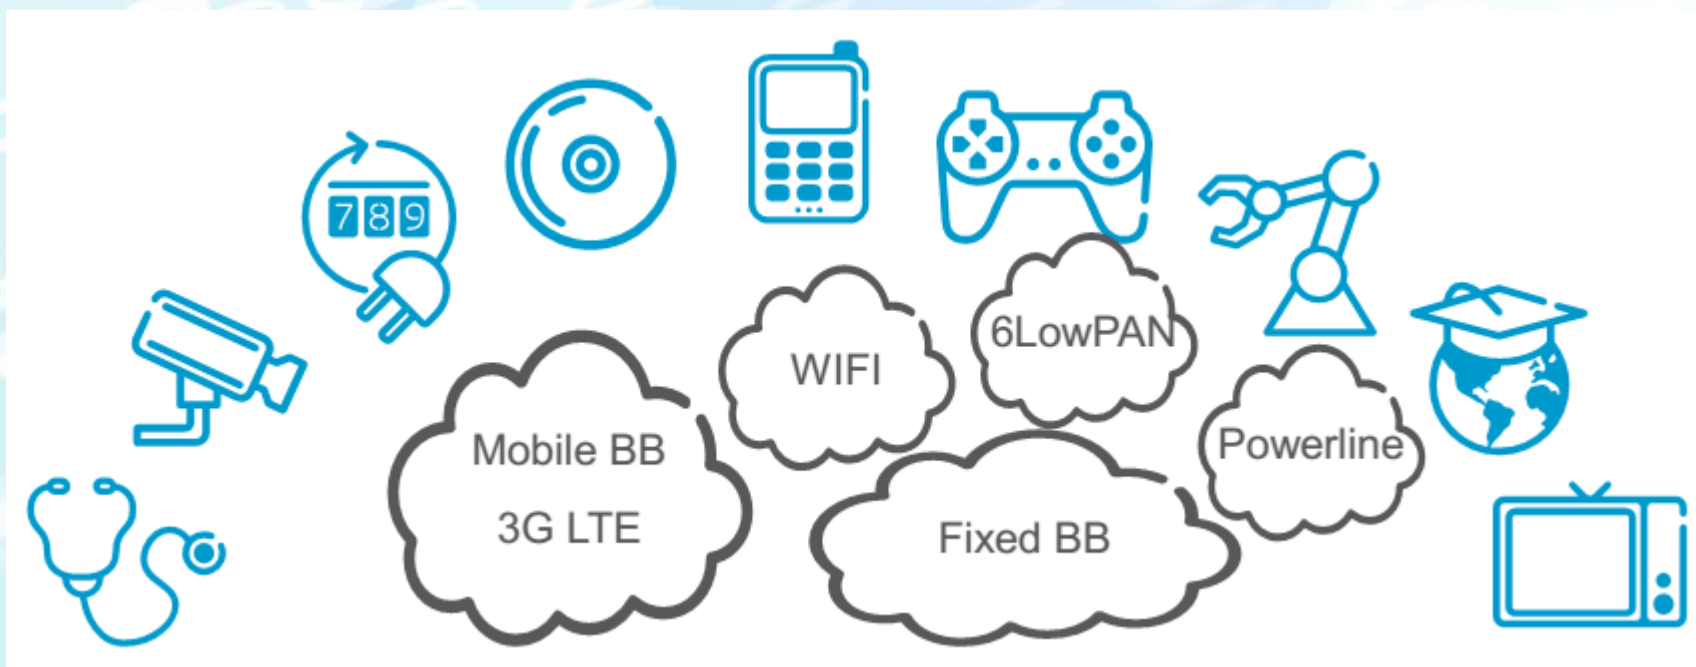 789
WIFI
6LowPAN
Mobile BB
3G LTE
Fixed BB
Powerline